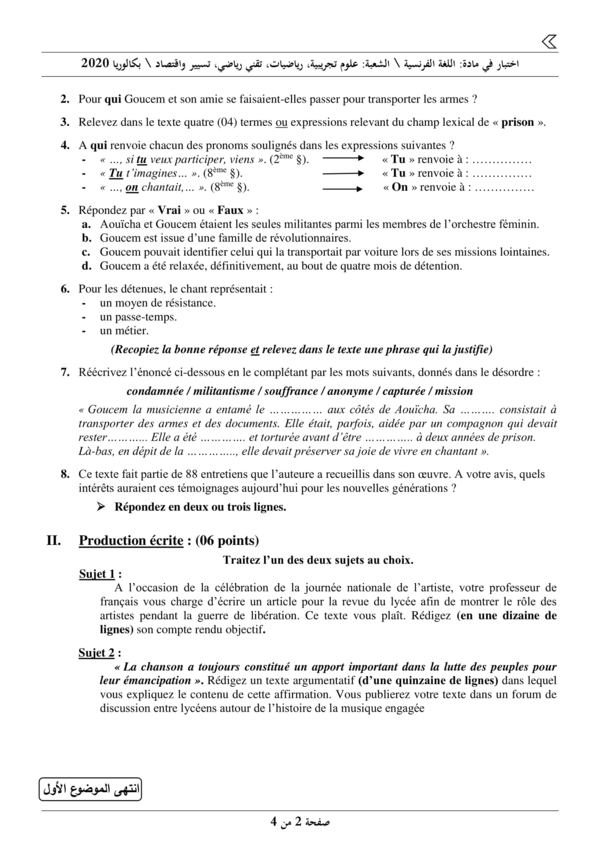 اختبار في مادة: اللغة الفرنسية \ الشعبة: علوم تجريبية، رياضيات، تقني رياضي، تسيير واقتصاد \ بكالوريا 2020
2. Pour qui Goucem et son amie se faisaient-elles passer pour transporter les armes ?
3. Relevez dans le texte quatre (04) termes ou expressions relevant du champ lexical de « prison ».
4. A qui renvoie chacun des pronoms soulignés dans les expressions suivantes ?
- « …, si tu veux participer, viens ». (2ème §). → « Tu » renvoie à : ……………
- « Tu t’imagines… ». (8ème §). → « Tu » renvoie à : ……………
- « …, on chantait,… ». (8ème §). → « On » renvoie à : ……………
5. Répondez par « Vrai » ou « Faux » :
a. Aouïcha et Goucem étaient les seules militantes parmi les membres de l’orchestre féminin.
b. Goucem est issue d’une famille de révolutionnaires.
c. Goucem pouvait identifier celui qui la transportait par voiture lors de ses missions lointaines.
d. Goucem a été relaxée, définitivement, au bout de quatre mois de détention.
6. Pour les détenues, le chant représentait :
- un moyen de résistance.
- un passe-temps.
- un métier.
(Recopiez la bonne réponse et relevez dans le texte une phrase qui la justifie)
7. Réécrivez l’énoncé ci-dessous en le complétant par les mots suivants, donnés dans le désordre :
condamnée / militantisme / souffrance / anonyme / capturée / mission
« Goucem la musicienne a entamé le …………… aux côtés de Aouïcha. Sa ………. consistait à
transporter des armes et des documents. Elle était, parfois, aidée par un compagnon qui devait
rester……….. Elle a été …………. et torturée avant d’être ………….. à deux années de prison.
Là-bas, en dépit de la ………….., elle devait préserver sa joie de vivre en chantant ».
8. Ce texte fait partie de 88 entretiens que l’auteure a recueillis dans son œuvre. A votre avis, quels
intérêts auraient ces témoignages aujourd’hui pour les nouvelles générations ?
➢ Répondez en deux ou trois lignes.
II. Production écrite : (06 points)
Traitez l’un des deux sujets au choix.
Sujet 1 :
A l’occasion de la célébration de la journée nationale de l’artiste, votre professeur de
français vous charge d’écrire un article pour la revue du lycée afin de montrer le rôle des
artistes pendant la guerre de libération. Ce texte vous plaît. Rédigez (en une dizaine de
lignes) son compte rendu objectif.
Sujet 2 :
« La chanson a toujours constitué un apport important dans la lutte des peuples pour
leur émancipation ». Rédigez un texte argumentatif (d’une quinzaine de lignes) dans lequel
vous expliquez le contenu de cette affirmation. Vous publierez votre texte dans un forum de
discussion entre lycéens autour de l’histoire de la musique engagée
انتهى الموضوع الأول
صفحة 2 من 4